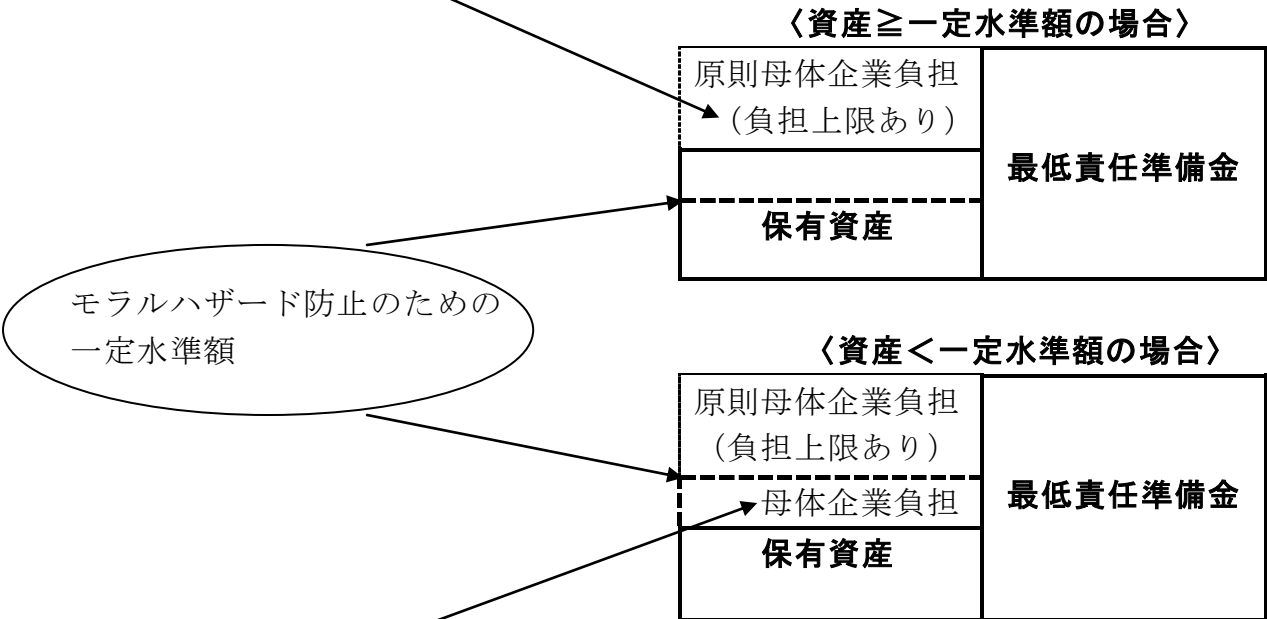 〈資産≧一定水準額の場合〉
原則母体企業負担
（負担上限あり）
最低責任準備金
保有資産
モラルハザード防止のための
一定水準額
〈資産＜一定水準額の場合〉
原則母体企業負担
（負担上限あり）
母体企業負担
最低責任準備金
保有資産